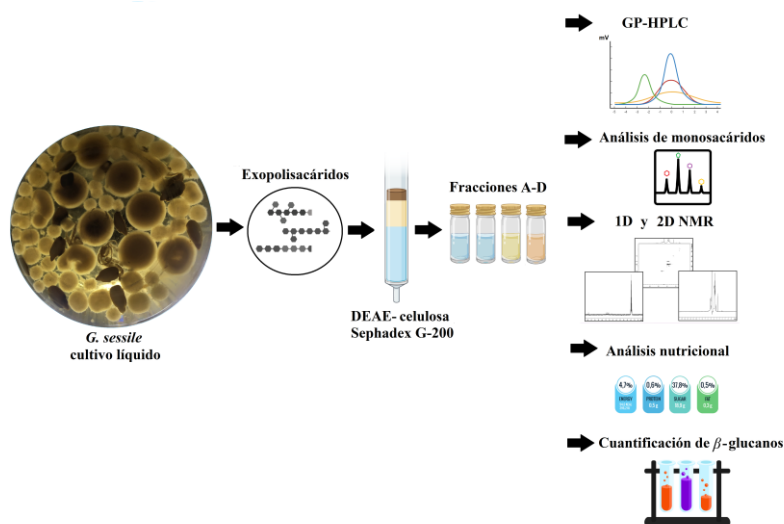 GP-HPLC
mV
Análisis de monosacáridos
Exopolisacáridos
Fracciones A-D
1D y 2D NMR
DEAE- celulosa
Sephadex G-200
G. sessile
cultivo líquido
Análisis nutricional
4,7% 0,6% 37,8% 0,5%
ENERGY PROTEIN SUGAR FAT
Cuantificación de β-glucanos